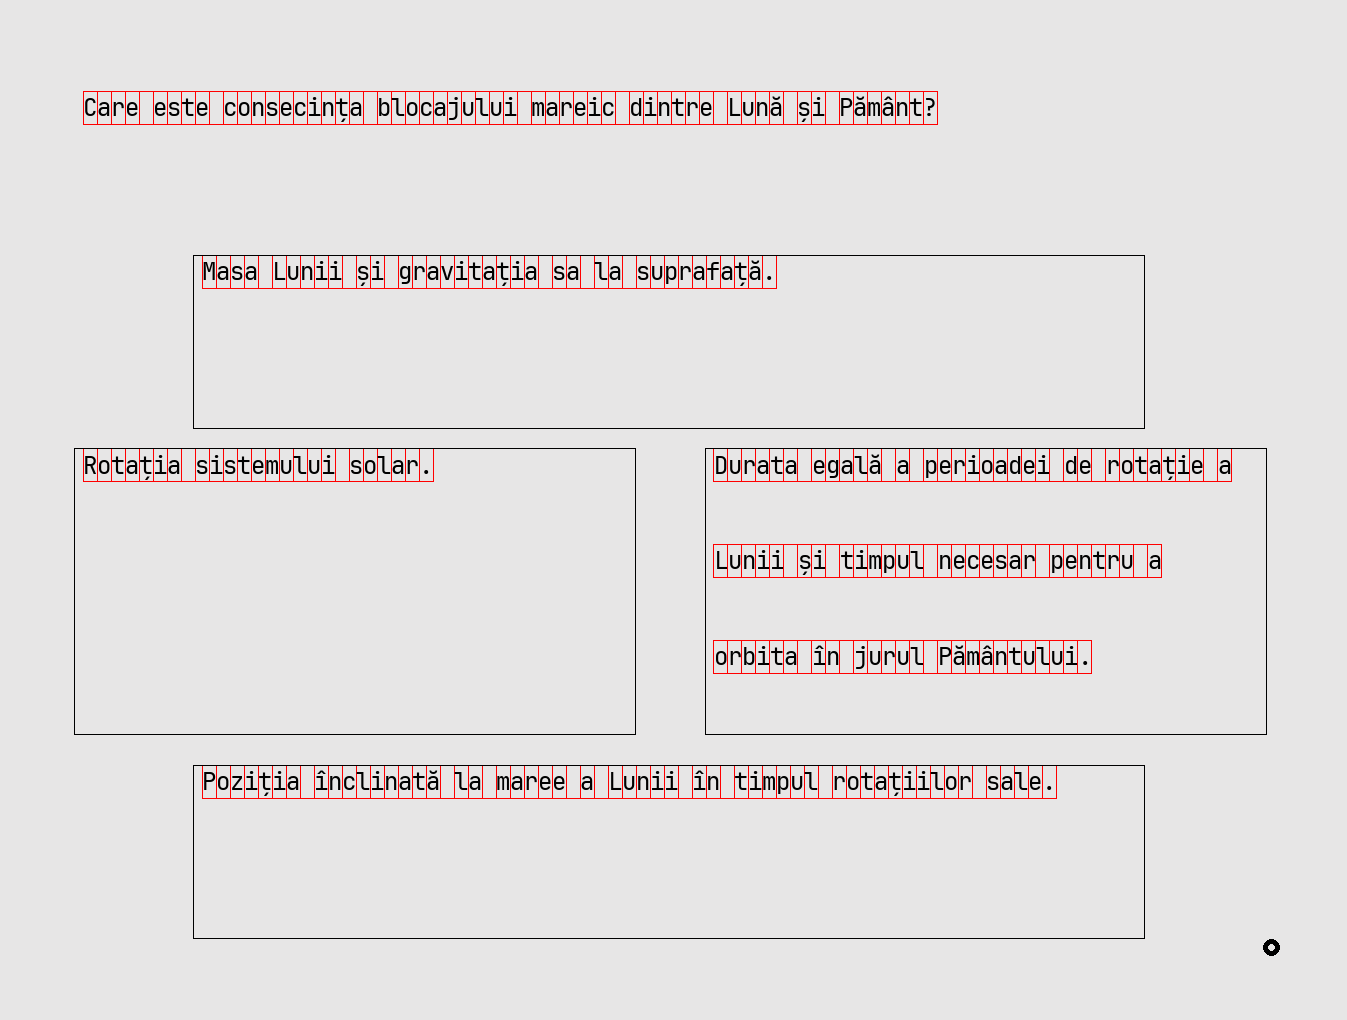 Care este consecința blocajului mareic dintre Lună și Pământ?
Masa Lunii și gravitația sa la suprafață.
Rotația sistemului solar.
Durata egală a perioadei de rotație a
Lunii și timpul necesar pentru a
orbita în jurul Pământului.
Poziția înclinată la maree a Lunii în timpul rotațiilor sale.